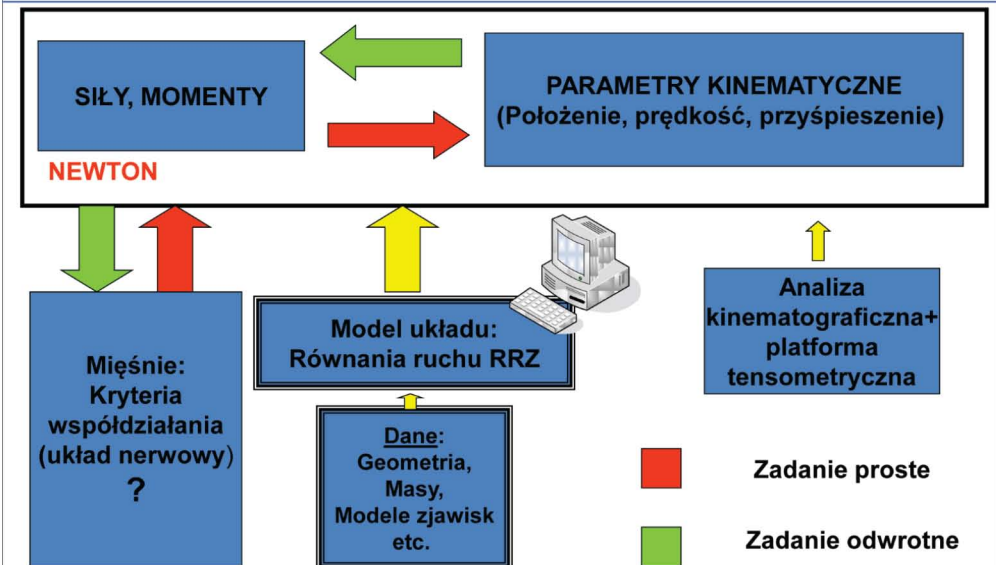 SIŁY, MOMENTY
PARAMETRY KINEMATYCZNE
(Położenie, prędkość, przyśpieszenie)
NEWTON
Mięśnie:
Kryteria
współdziałania
(układ nerwowy)
?
Model układu:
Równania ruchu RRZ
Dane:
Geometria,
Masy,
Modele zjawisk
etc.
Analiza
kinematograficzna+
platforma
tensometryczna
Zadanie proste
Zadanie odwrotne